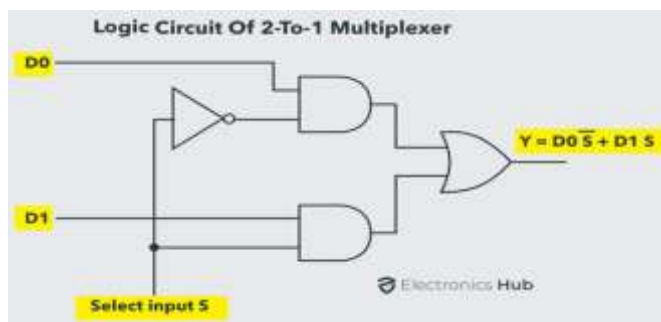 Logic Circuit Of 2-To-1 Multiplexer
D0
Y = D0 S̅ + D1 S
D1
Electronics Hub
Select input S